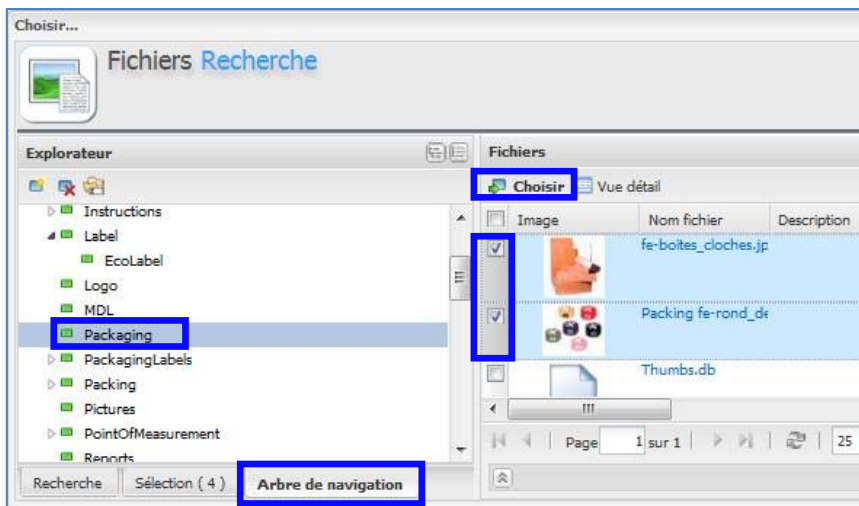 Choisir...
Fichiers Recherche
Explorateur
Instructions
Label
EcoLabel
Logo
MDL
Packaging
PackagingLabels
Packing
Pictures
PointOfMeasurement
Reports
Recherche Sélection ( 4 ) Arbre de navigation
Fichiers
Choisir Vue détail
Image Nom fichier Description
fe-boites_cloches.jp
Packing fe-rond_de
Thumbs.db
Page 1 sur 1 25